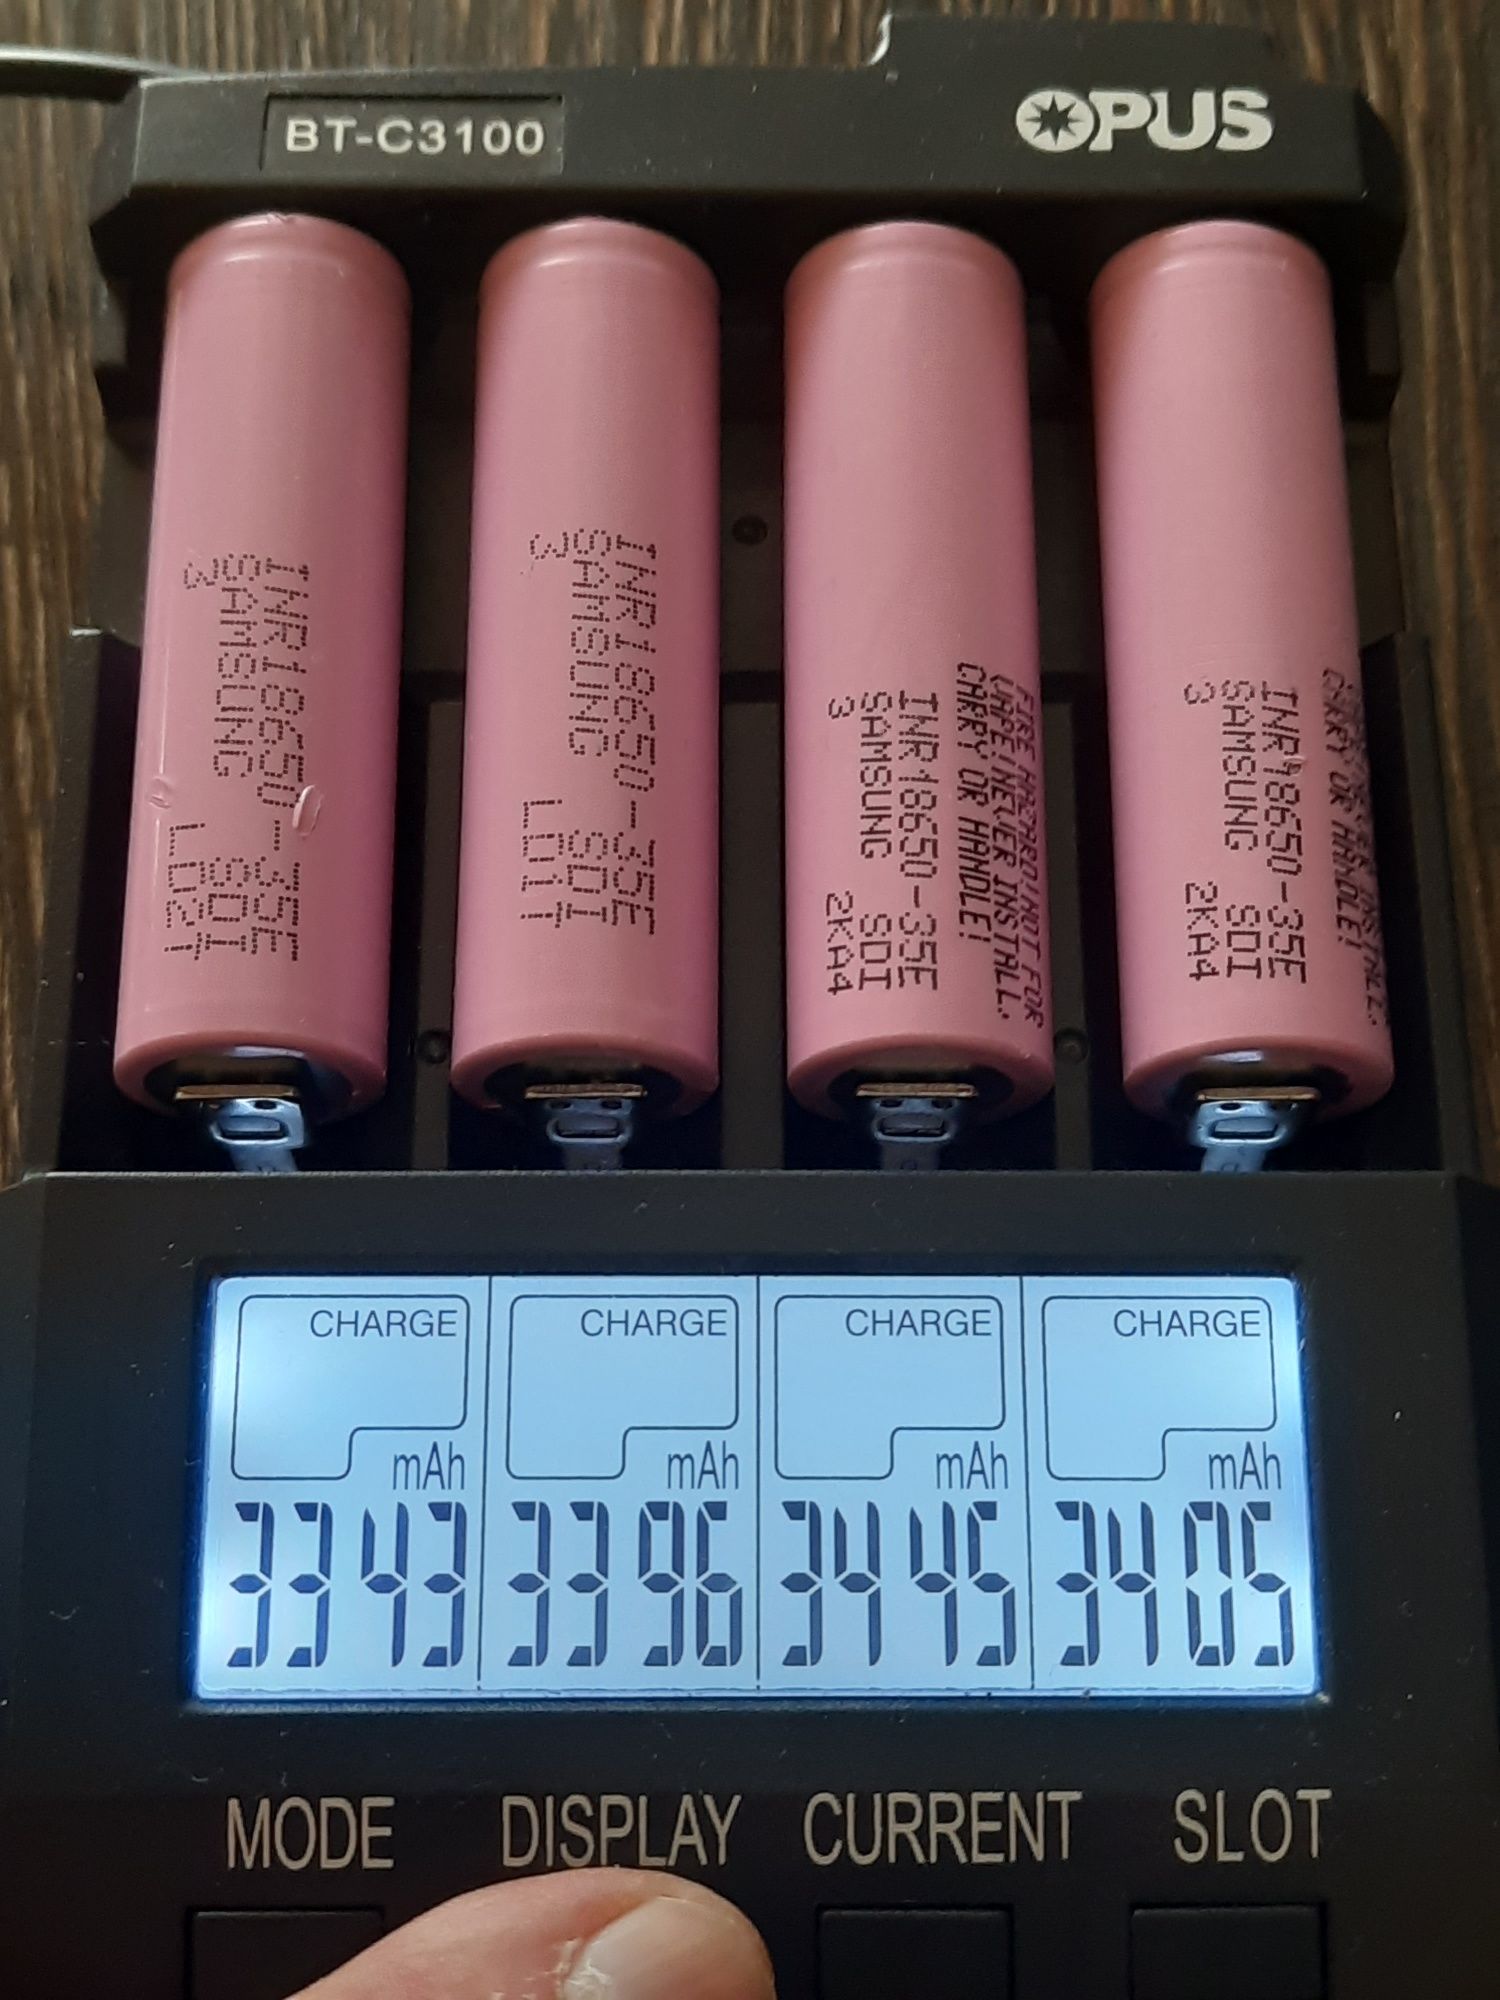 BT-C3100
OPUS
INR18650-35E
SAMSUNG SDI
3 LD2T
INR18650-35E
SAMSUNG SDI
3 LD1T
FIRE HAZARD!NOT FOR
VAPE!NEVER INSTALL.
CARRY OR HANDLE!
INR18650-35E
SAMSUNG SDI
3 2KA4
INSTALL.
CARRY OR HANDLE!
INR18650-35E
SAMSUNG SDI
3 2KA4
CHARGE CHARGE CHARGE CHARGE
mAh mAh mAh mAh
3343 3396 3445 3405
MODE DISPLAY CURRENT SLOT